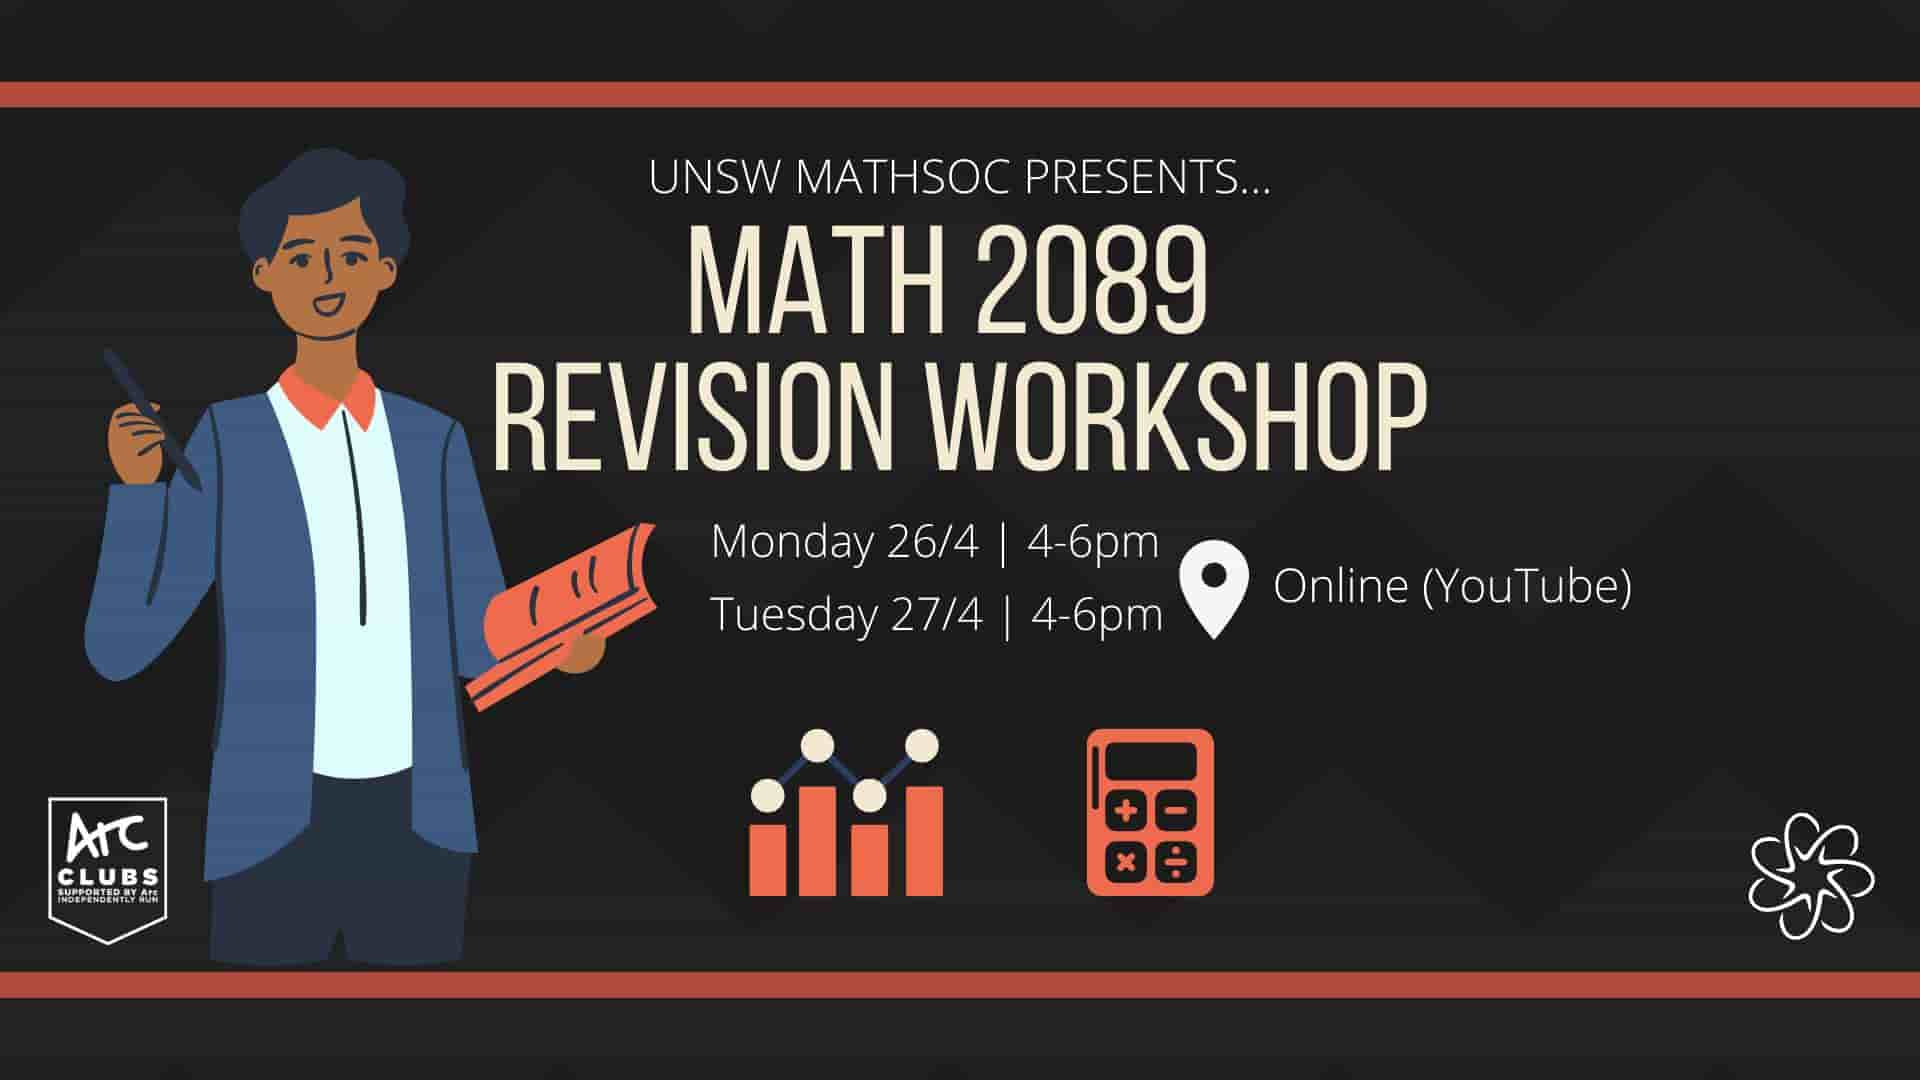 UNSW MATHSOC PRESENTS...
MATH 2089
REVISION WORKSHOP
Monday 26/4 | 4-6pm
Tuesday 27/4 | 4-6pm
Online (YouTube)
Arc
CLUBS
SUPPORTED BY Arc
INDEPENDENTLY RUN